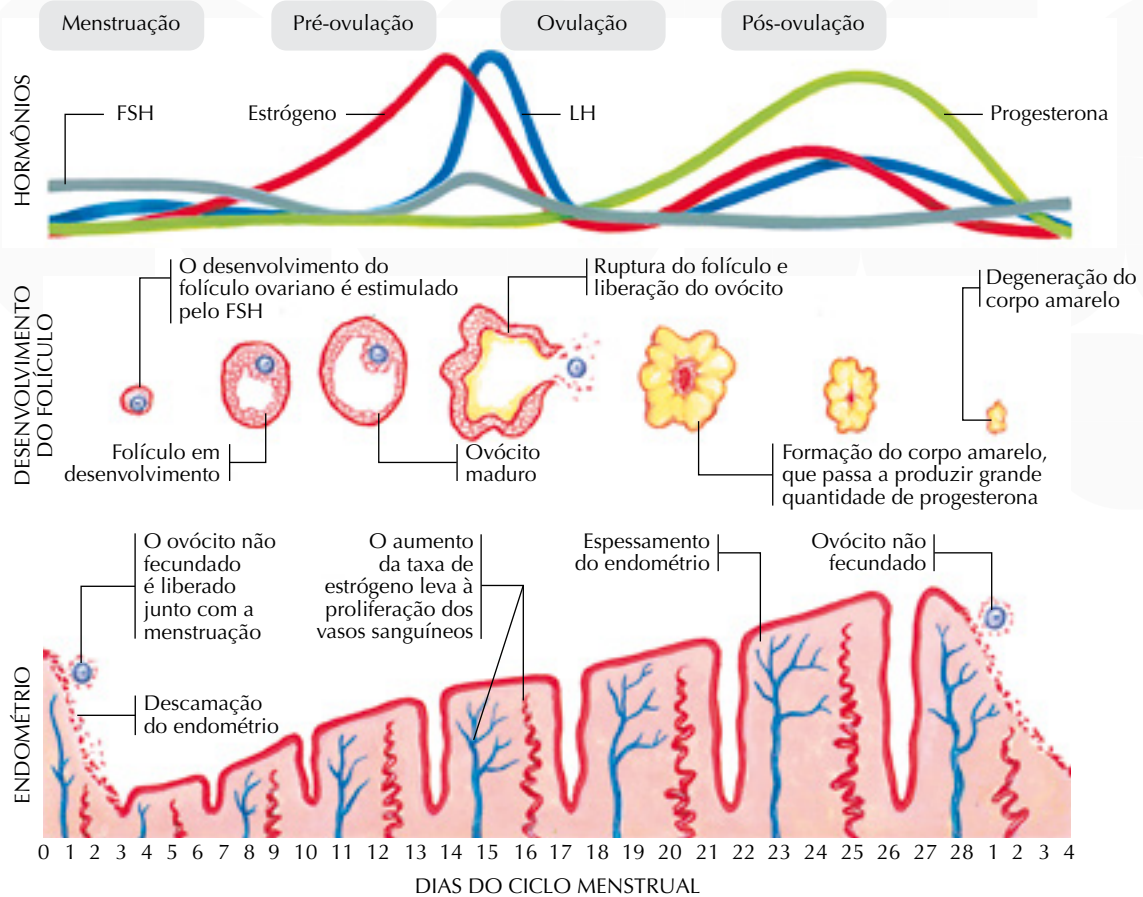 Menstruação
Pré-ovulação
Ovulação
Pós-ovulação
HORMÔNIOS
FSH
Estrógeno
LH
Progesterona
DESENVOLVIMENTO
DO FOLÍCULO
O desenvolvimento do
folículo ovariano é estimulado
pelo FSH
Ruptura do folículo e
liberação do ovócito
Degeneração do
corpo amarelo
Folículo em
desenvolvimento
Ovócito
maduro
Formação do corpo amarelo,
que passa a produzir grande
quantidade de progesterona
ENDOMÉTRIO
O ovócito não
fecundado
é liberado
junto com a
menstruação
O aumento
da taxa de
estrógeno leva à
proliferação dos
vasos sanguíneos
Espessamento
do endométrio
Ovócito não
fecundado
Descamação
do endométrio
0 1 2 3 4 5 6 7 8 9 10 11 12 13 14 15 16 17 18 19 20 21 22 23 24 25 26 27 28 1 2 3 4
DIAS DO CICLO MENSTRUAL